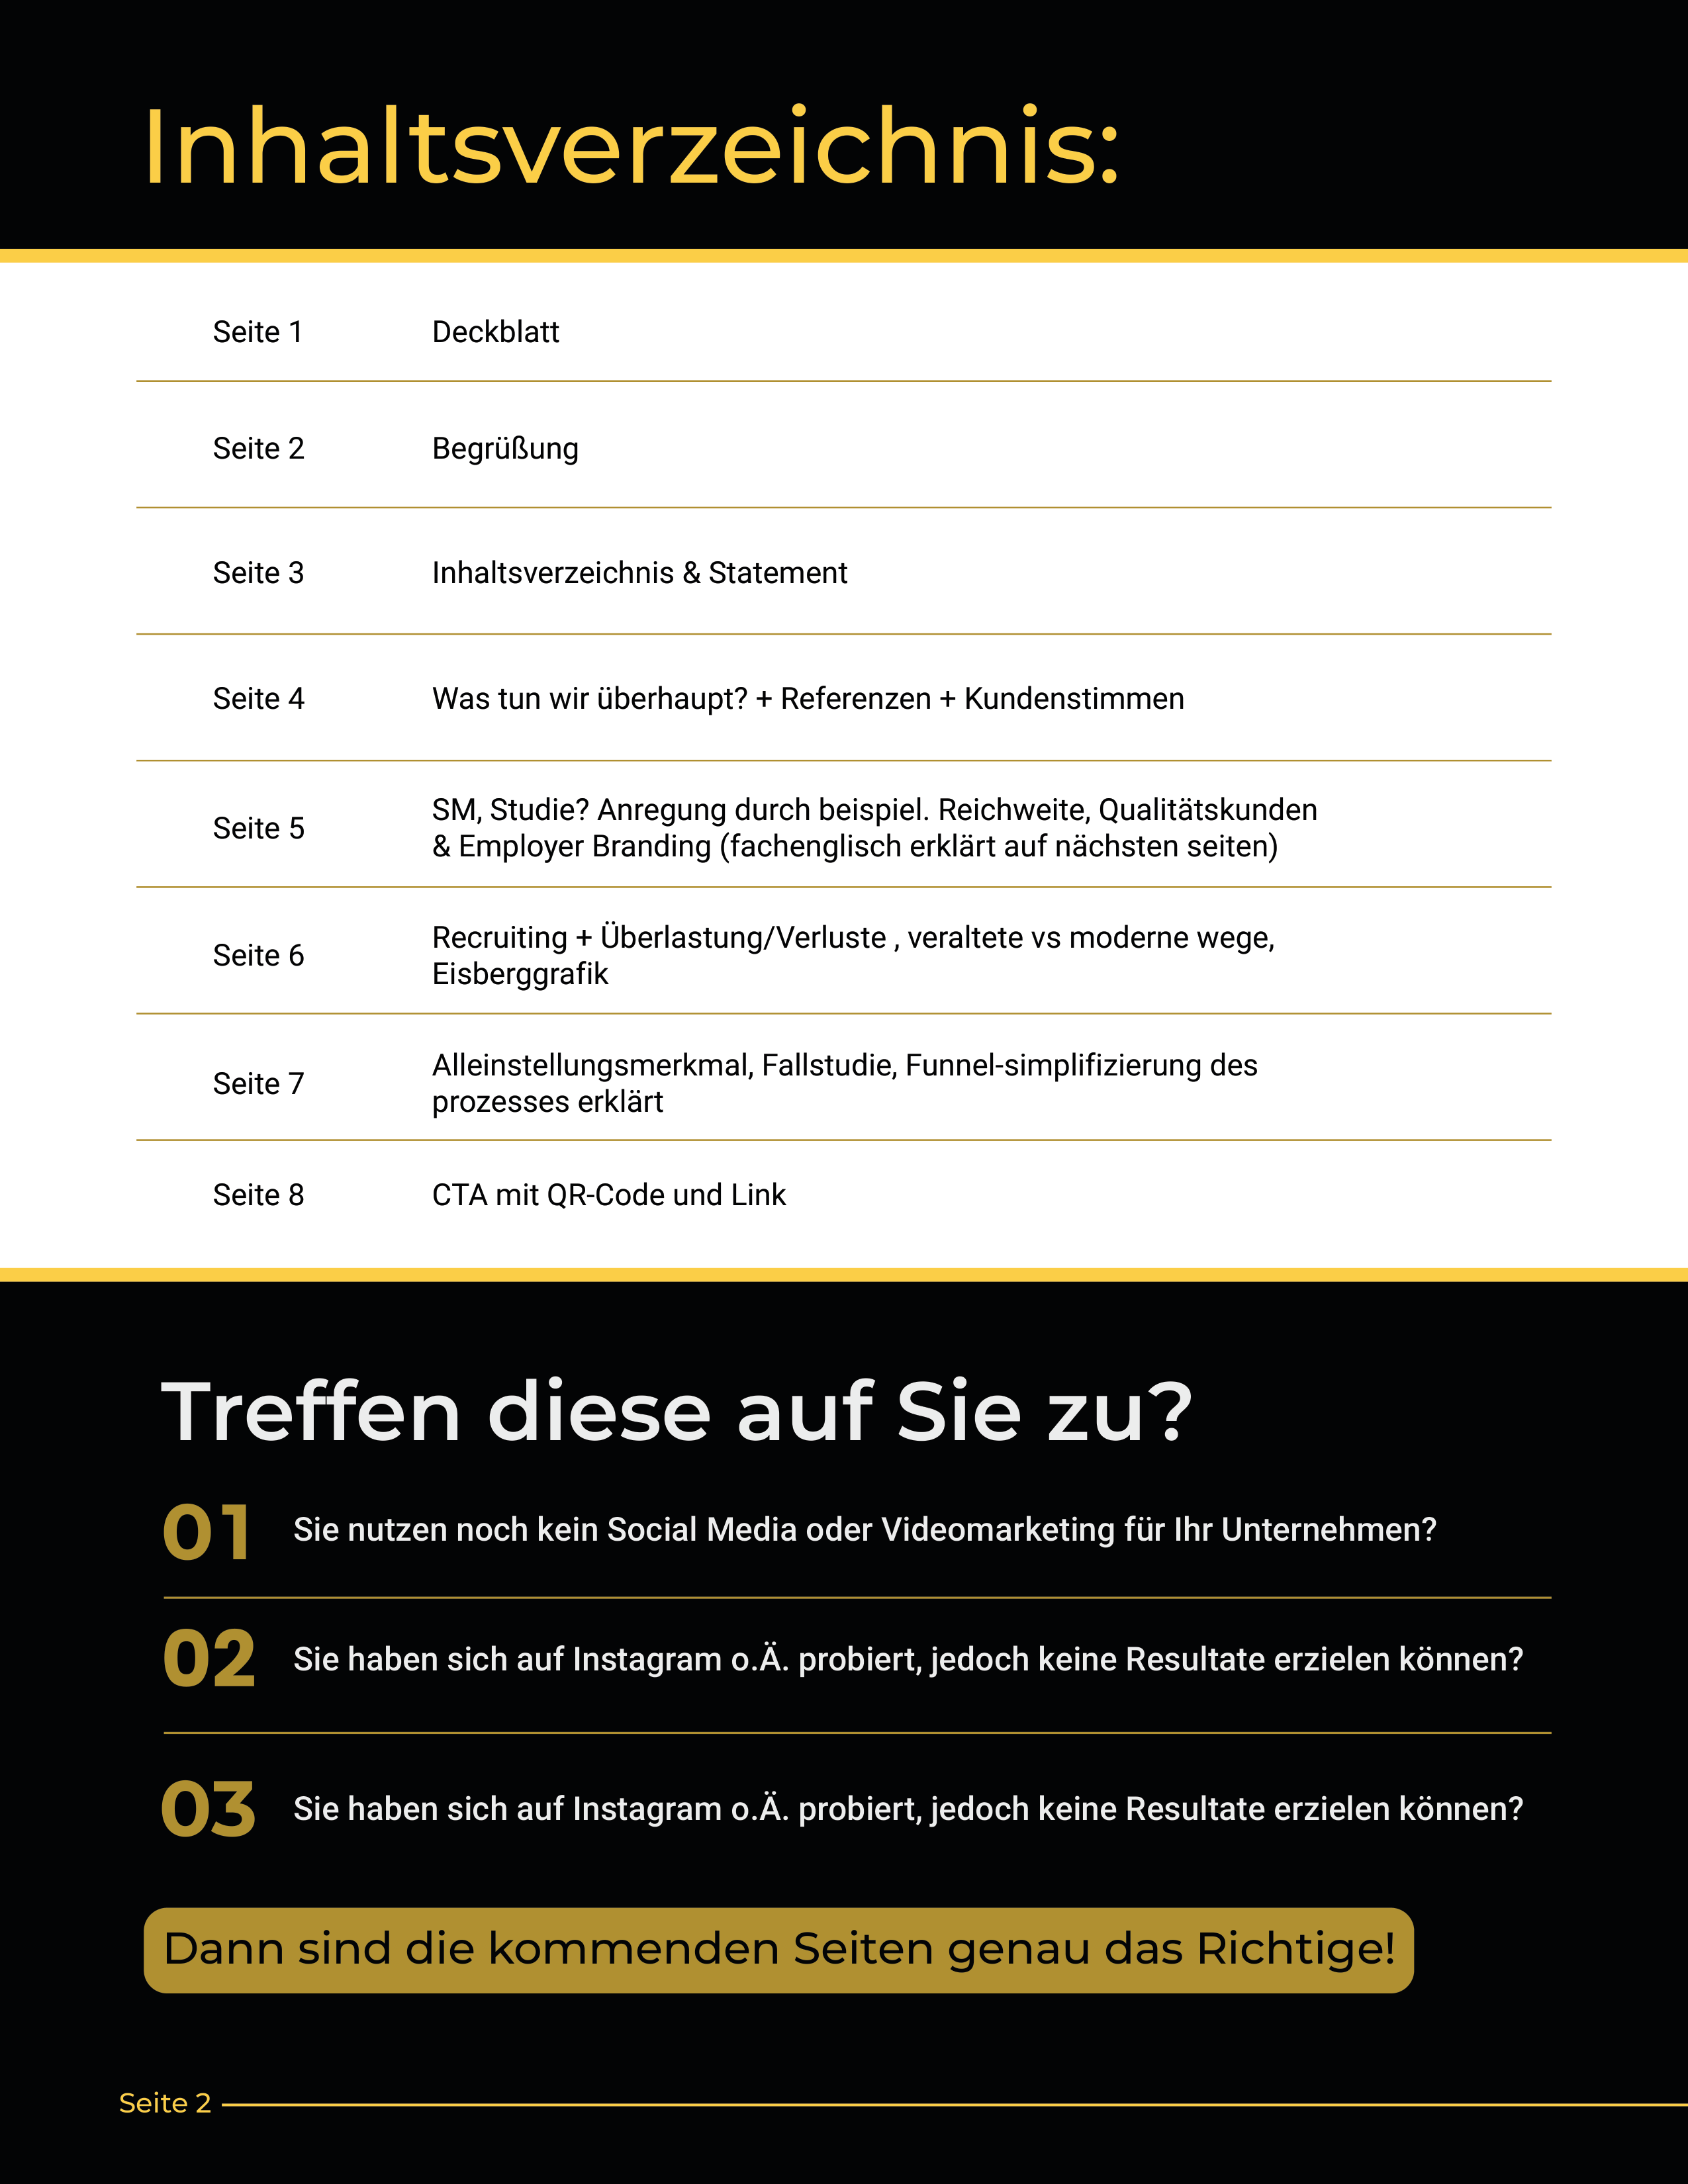 Inhaltsverzeichnis:
Seite 1 Deckblatt
Seite 2 Begrüßung
Seite 3 Inhaltsverzeichnis & Statement
Seite 4 Was tun wir überhaupt? + Referenzen + Kundenstimmen
Seite 5 SM, Studie? Anregung durch beispiel. Reichweite, Qualitätskunden
& Employer Branding (fachenglisch erklärt auf nächsten seiten)
Seite 6 Recruiting + Überlastung/Verluste , veraltete vs moderne wege,
Eisberggrafik
Seite 7 Alleinstellungsmerkmal, Fallstudie, Funnel-simplifizierung des
prozesses erklärt
Seite 8 CTA mit QR-Code und Link
Treffen diese auf Sie zu?
01 Sie nutzen noch kein Social Media oder Videomarketing für Ihr Unternehmen?
02 Sie haben sich auf Instagram o.Ä. probiert, jedoch keine Resultate erzielen können?
03 Sie haben sich auf Instagram o.Ä. probiert, jedoch keine Resultate erzielen können?
Dann sind die kommenden Seiten genau das Richtige!
Seite 2